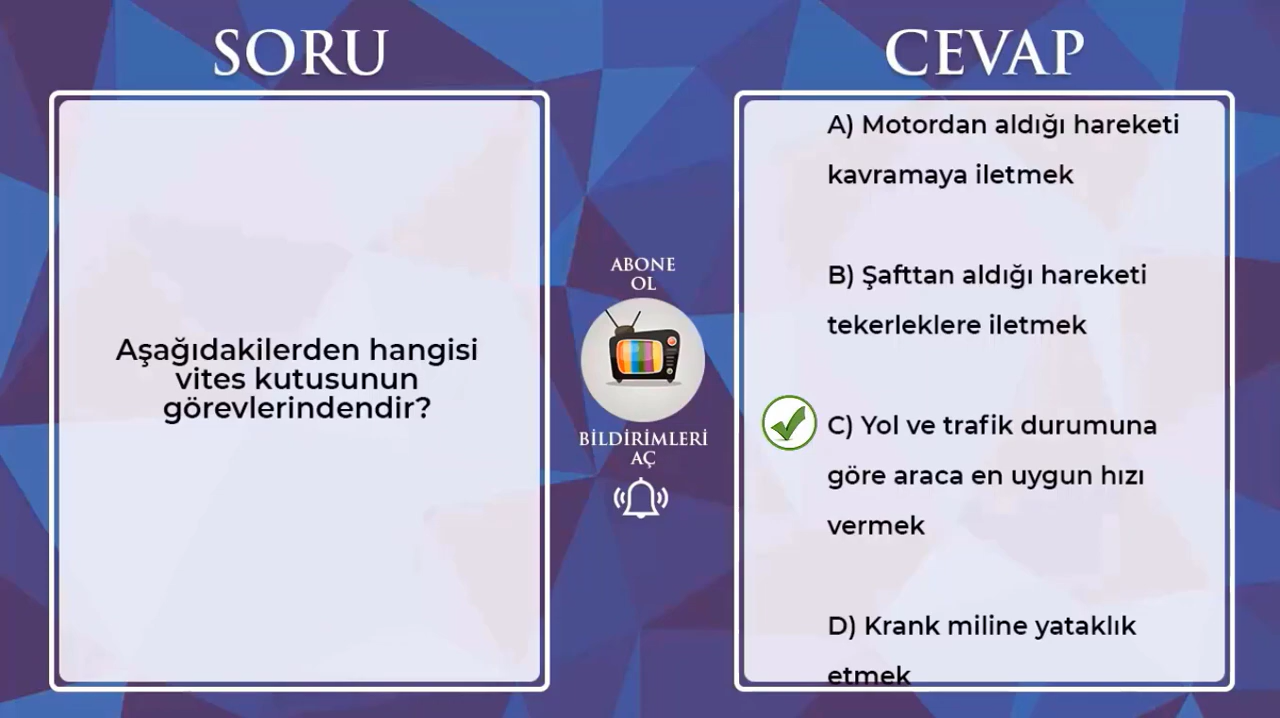 SORU
Aşağıdakilerden hangisi
vites kutusunun
görevlerindendir?
ABONE
OL
BİLDİRİMLERİ
AÇ
CEVAP
A) Motordan aldığı hareketi
kavramaya iletmek
B) Şafttan aldığı hareketi
tekerleklere iletmek
C) Yol ve trafik durumuna
göre araca en uygun hızı
vermek
D) Krank miline yataklık
etmek